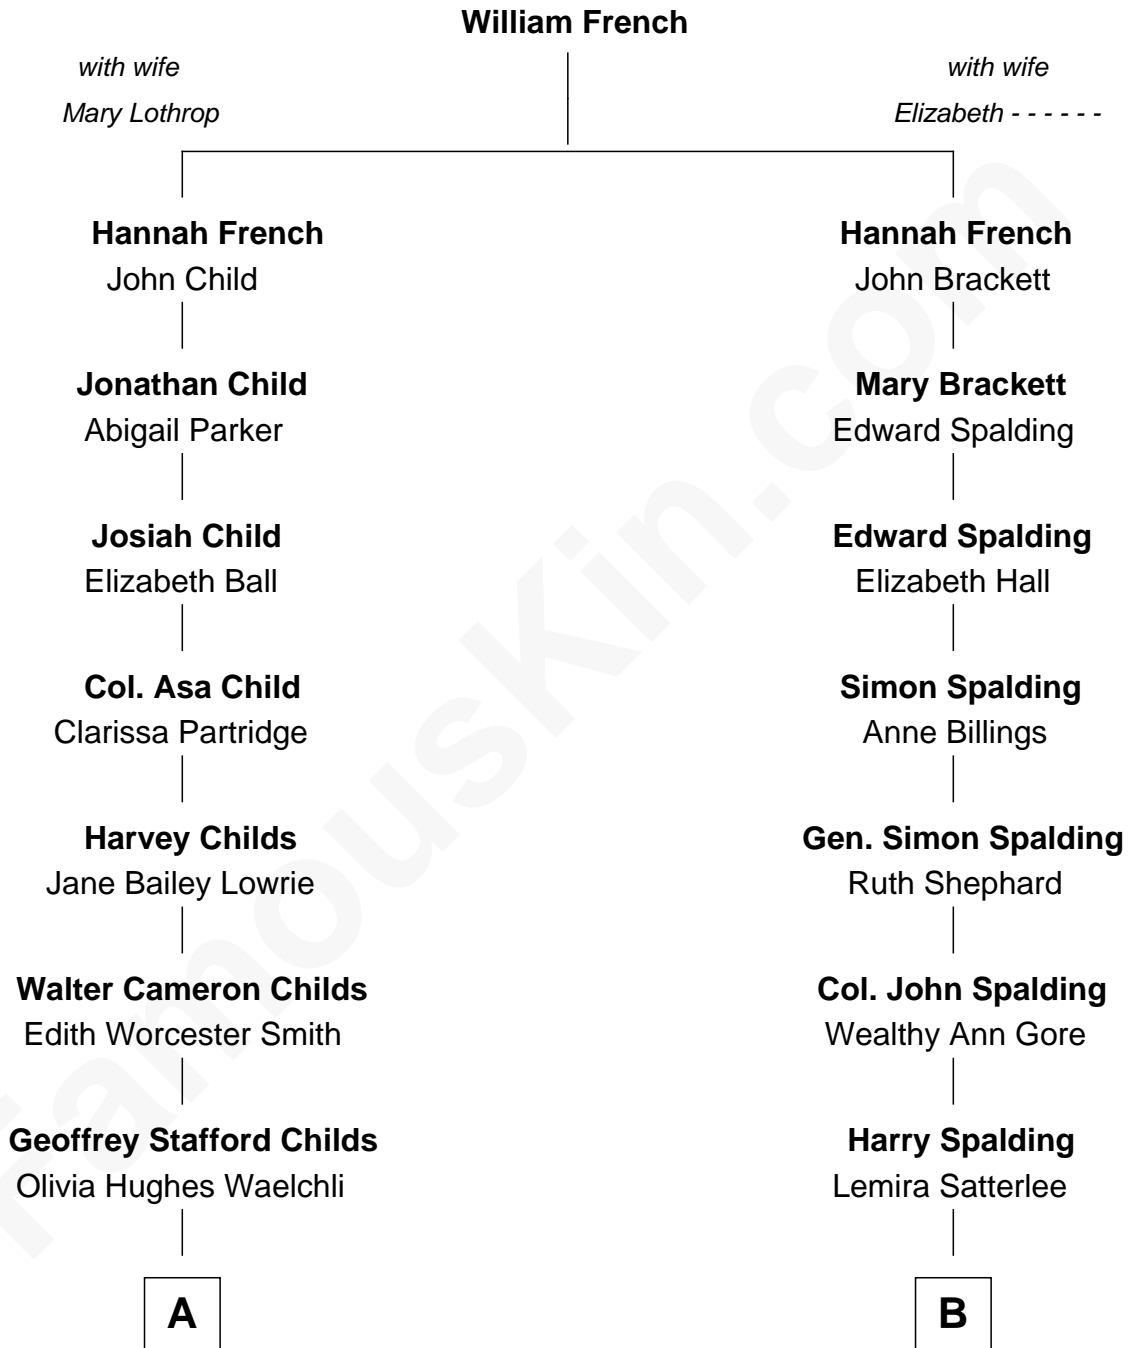 William French
with wife
Mary Lothrop
with wife
Elizabeth - - - - - -
Hannah French
John Child
Hannah French
John Brackett
Jonathan Child
Abigail Parker
Mary Brackett
Edward Spalding
Josiah Child
Elizabeth Ball
Edward Spalding
Elizabeth Hall
Col. Asa Child
Clarissa Partridge
Simon Spalding
Anne Billings
Harvey Childs
Jane Bailey Lowrie
Gen. Simon Spalding
Ruth Shephard
Walter Cameron Childs
Edith Worcester Smith
Col. John Spalding
Wealthy Ann Gore
Geoffrey Stafford Childs
Olivia Hughes Waelchli
Harry Spalding
Lemira Satterlee
A
B
FamousKin.com